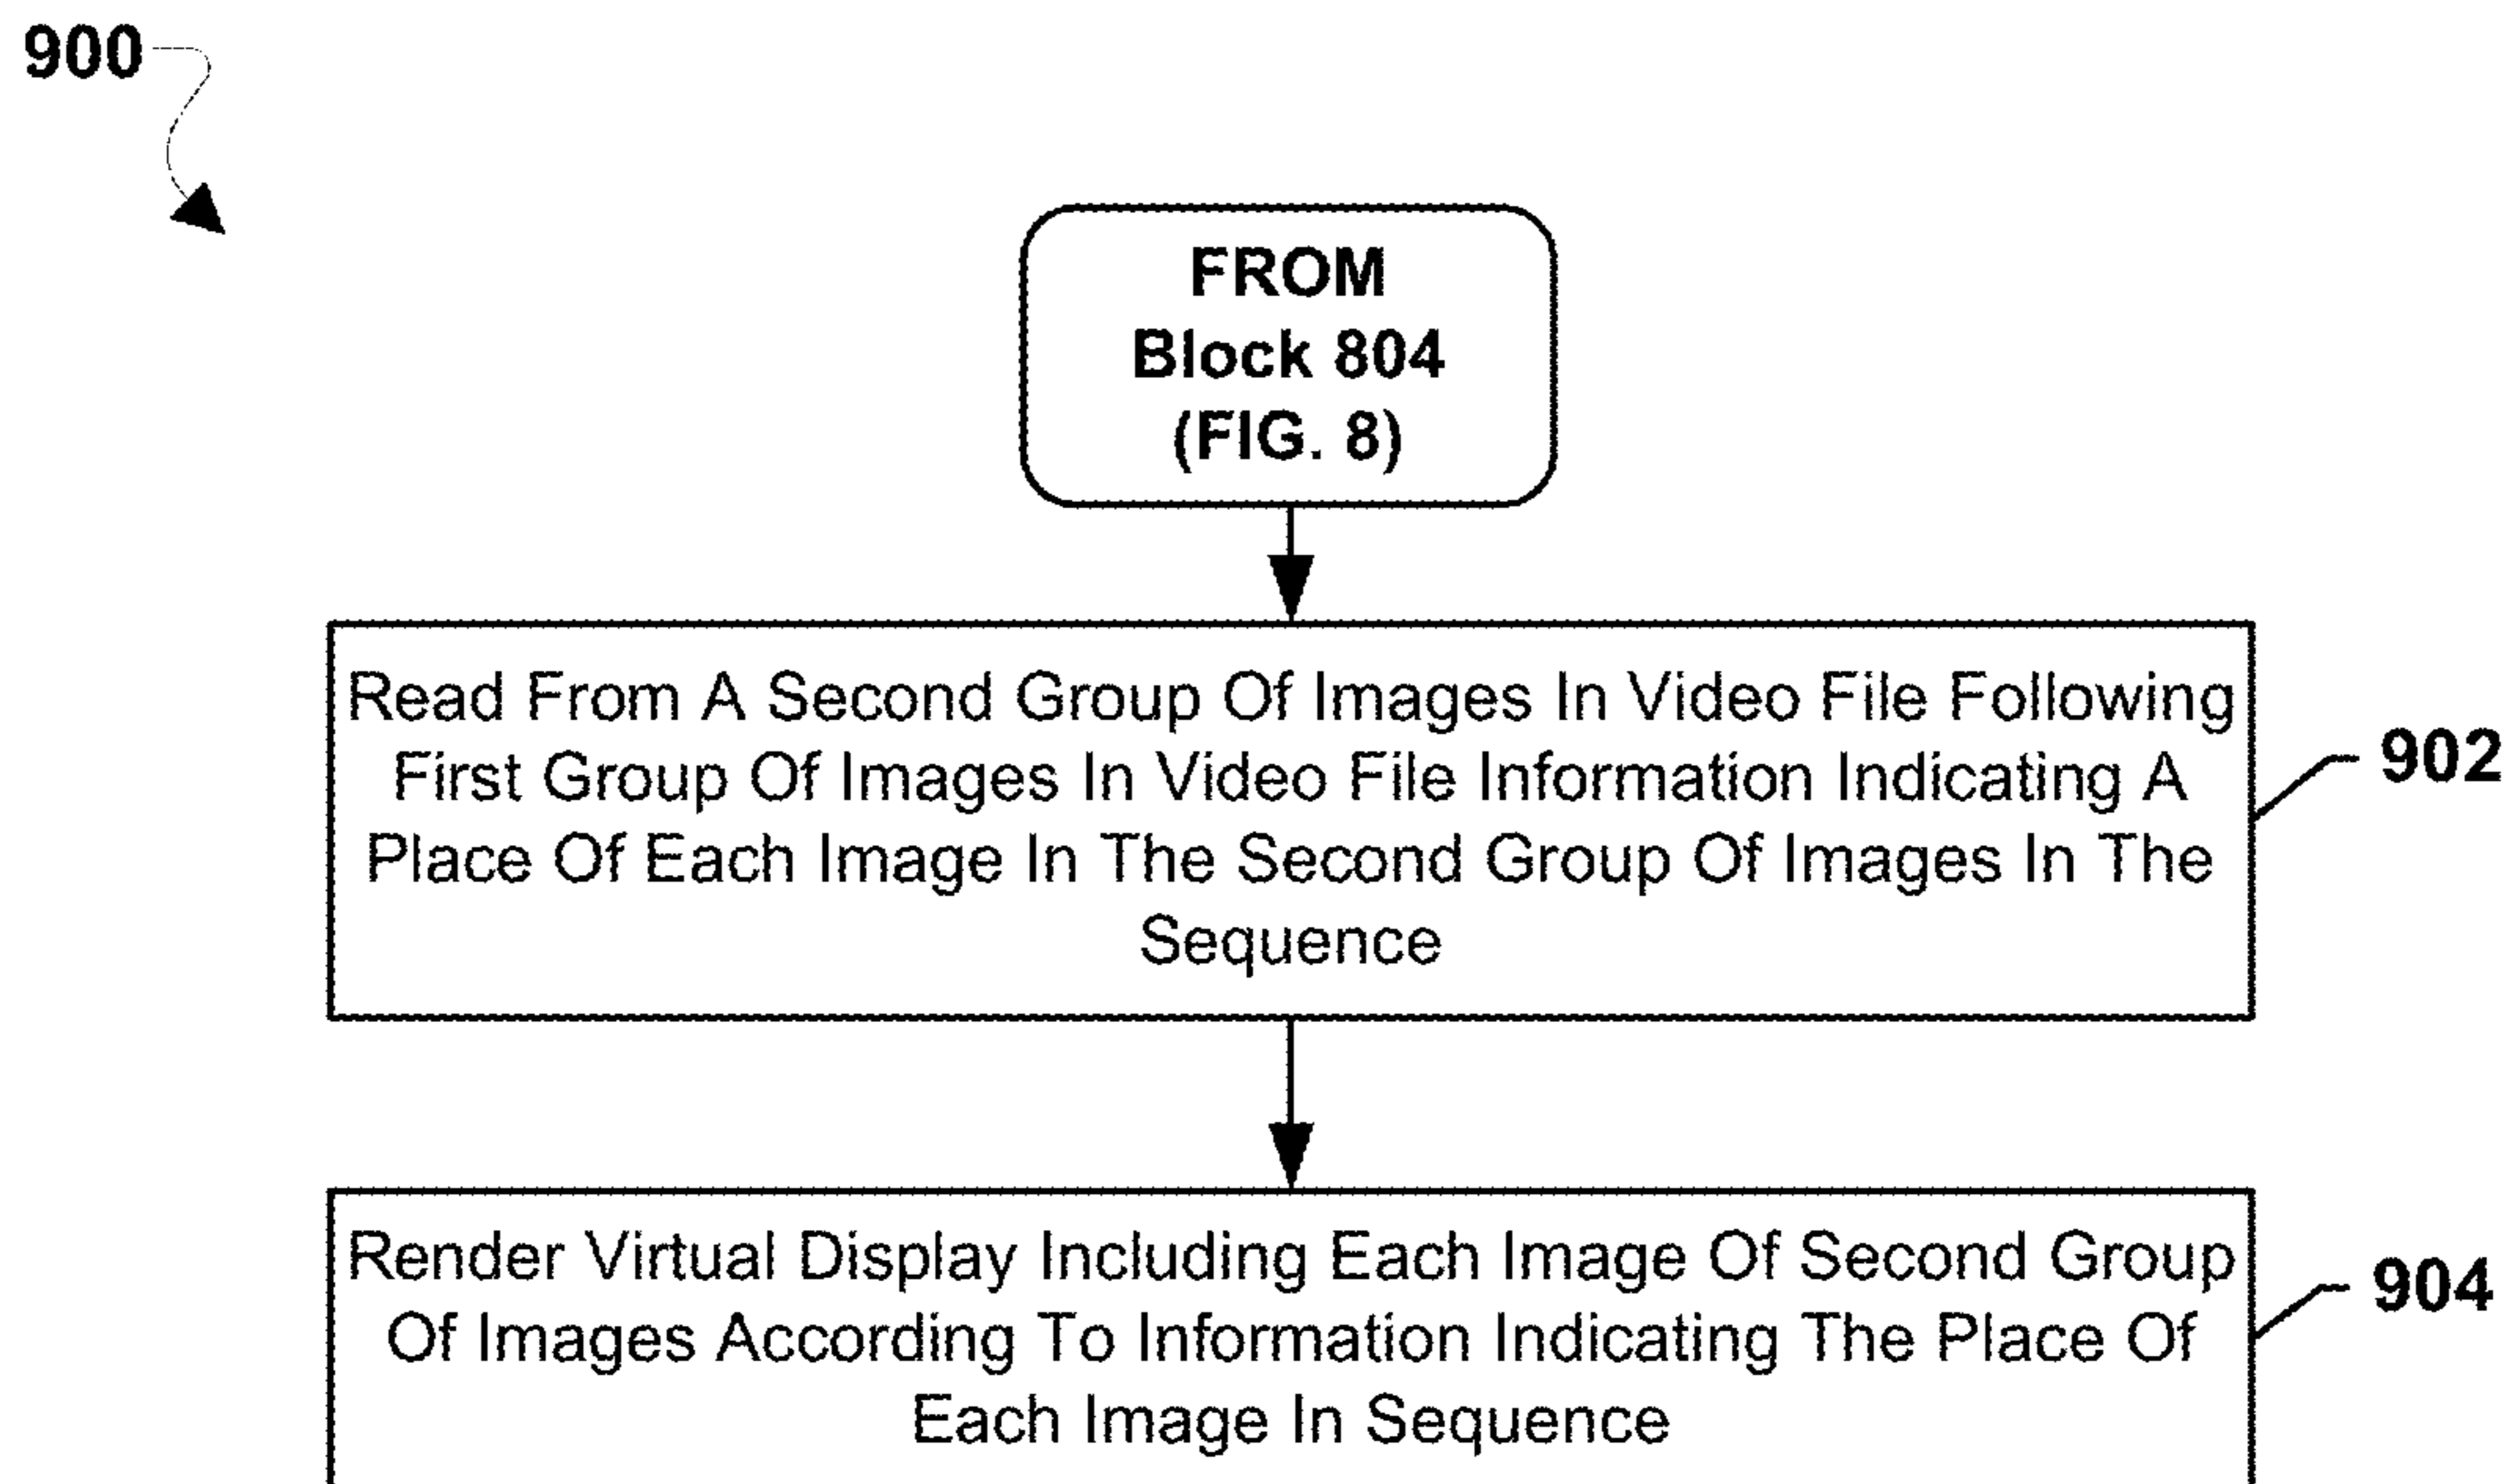 900
FROM
Block 804
(FIG. 8)
Read From A Second Group Of Images In Video File Following
First Group Of Images In Video File Information Indicating A
Place Of Each Image In The Second Group Of Images In The
Sequence
902
Render Virtual Display Including Each Image Of Second Group
Of Images According To Information Indicating The Place Of
Each Image In Sequence
904